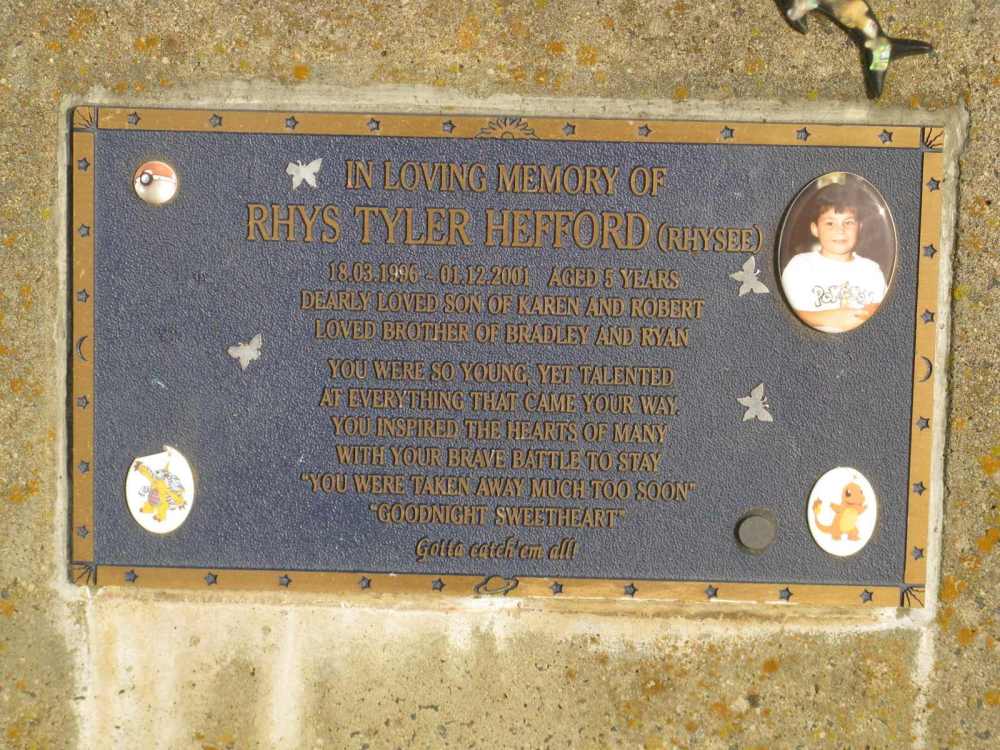 IN LOVING MEMORY OF
RHYS TYLER HEFFORD (RHYSEE)
18.03.1996 - 01.12.2001 AGED 5 YEARS
DEARLY LOVED SON OF KAREN AND ROBERT
LOVED BROTHER OF BRADLEY AND RYAN
YOU WERE SO YOUNG, YET TALENTED
AT EVERYTHING THAT CAME YOUR WAY.
YOU INSPIRED THE HEARTS OF MANY
WITH YOUR BRAVE BATTLE TO STAY
"YOU WERE TAKEN AWAY MUCH TOO SOON"
"GOODNIGHT SWEETHEART"
Gotta catch'em all!
POKéMON